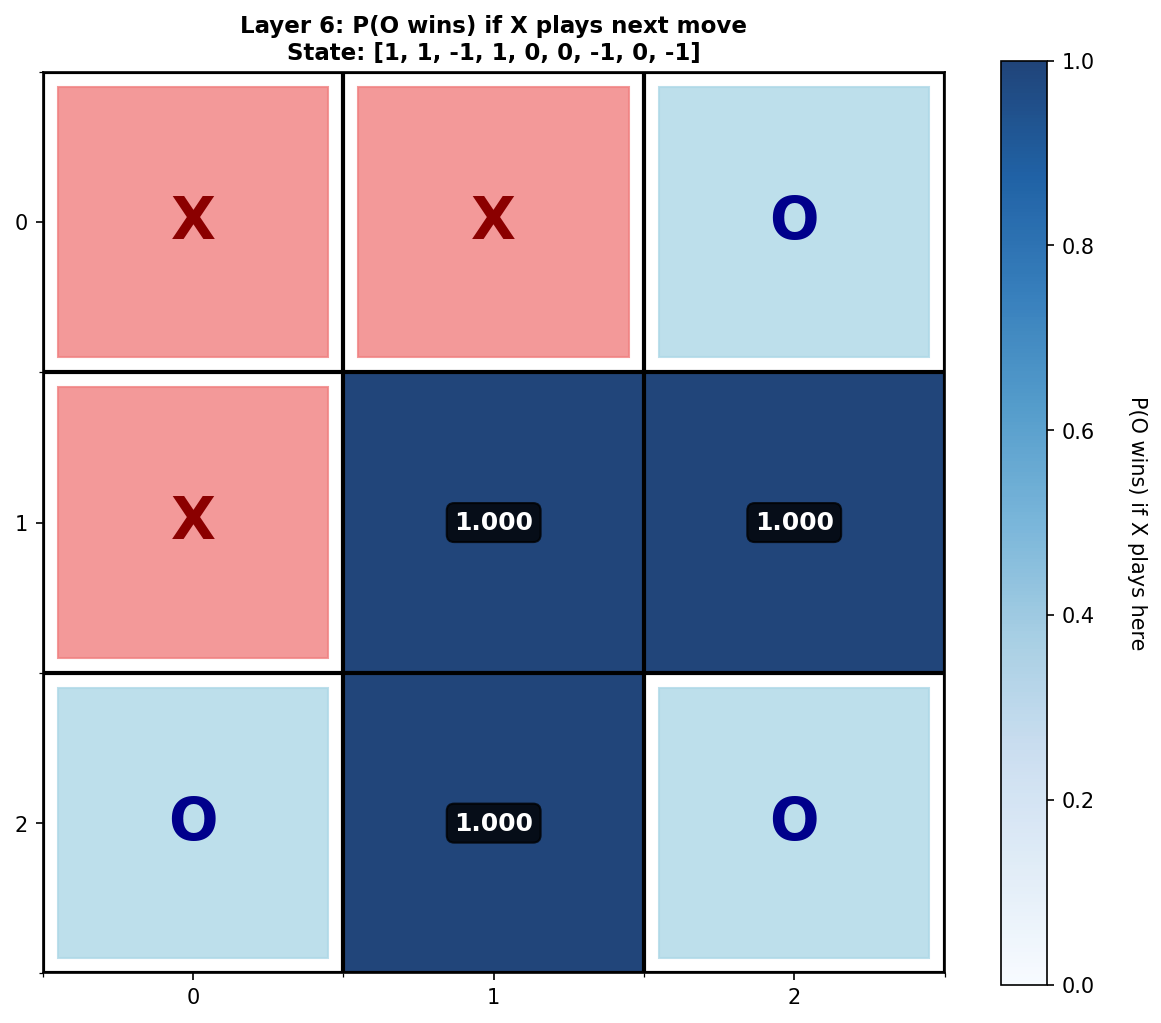 Layer 6: P(O wins) if X plays next move
State: [1, 1, -1, 1, 0, 0, -1, 0, -1]
0
X
X
O
1
X
1.000
1.000
2
O
1.000
O
0
1
2
1.0
0.8
0.6
0.4
0.2
0.0
P(O wins) if X plays here